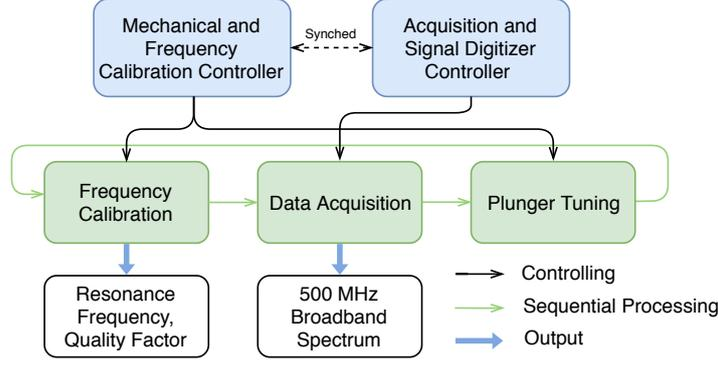 Mechanical and
Frequency
Calibration Controller
Synched
Acquisition and
Signal Digitizer
Controller
Frequency
Calibration
Data Acquisition
Plunger Tuning
Resonance
Frequency,
Quality Factor
500 MHz
Broadband
Spectrum
Controlling
Sequential Processing
Output